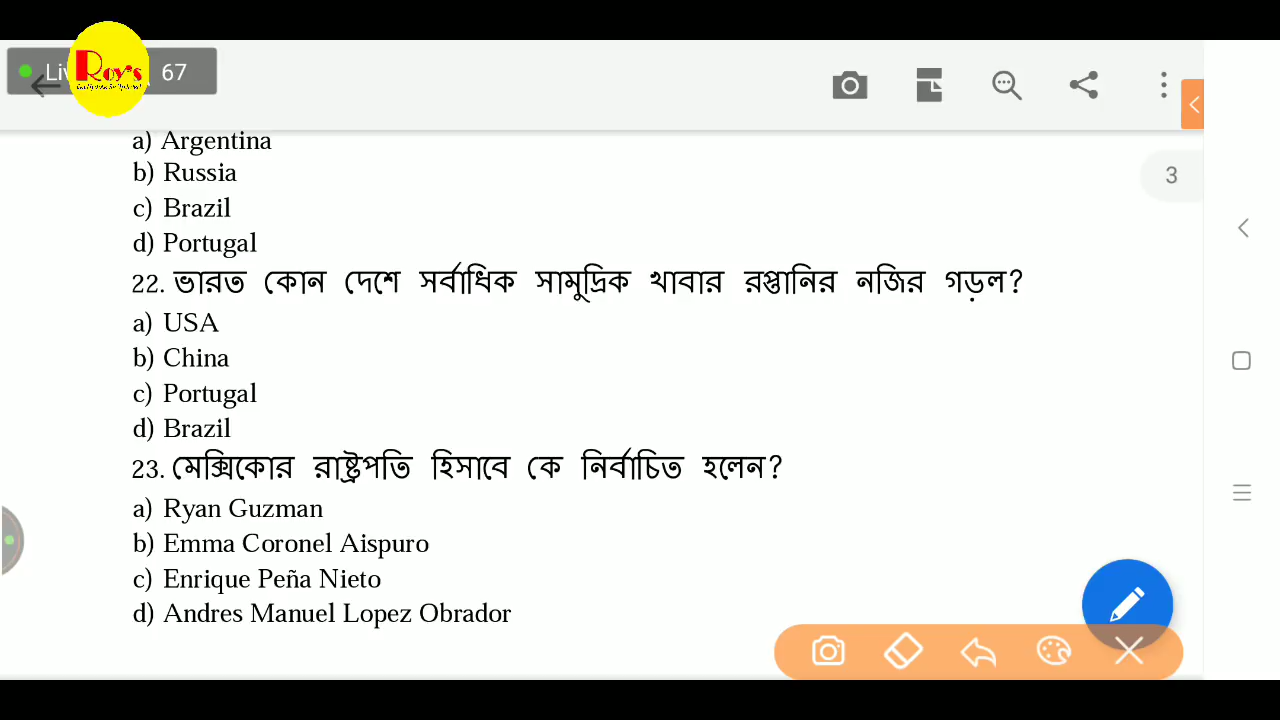 Liv 67
Roy's
a) Argentina
b) Russia
c) Brazil
d) Portugal
3
22. ভারত কোন দেশে সর্বাধিক সামুদ্রিক খাবার রপ্তানির নজির গড়ল?
a) USA
b) China
c) Portugal
d) Brazil
23. মেক্সিকোর রাষ্ট্রপতি হিসাবে কে নির্বাচিত হলেন?
a) Ryan Guzman
b) Emma Coronel Aispuro
c) Enrique Peña Nieto
d) Andres Manuel Lopez Obrador